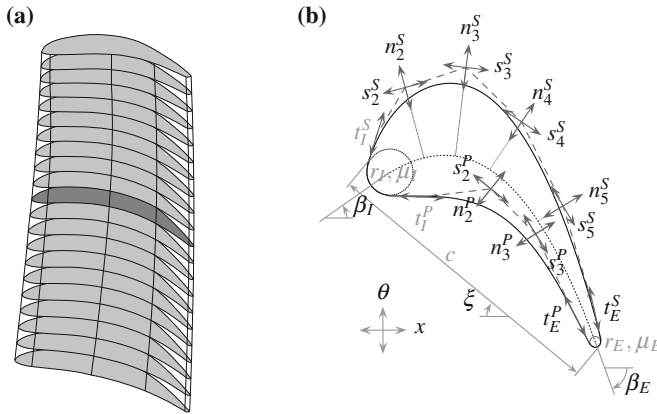 (a)
(b)
n_3^S
n_2^S
s_3^S
s_2^S
n_4^S
t_I^S
s_4^S
r_I, μ_I
s_2^P
n_5^S
β_I
n_2^P
t_I^P
s_5^S
n_3^P
s_3^P
c
θ
ξ
x
t_E^P
t_E^S
r_E, μ_E
β_E